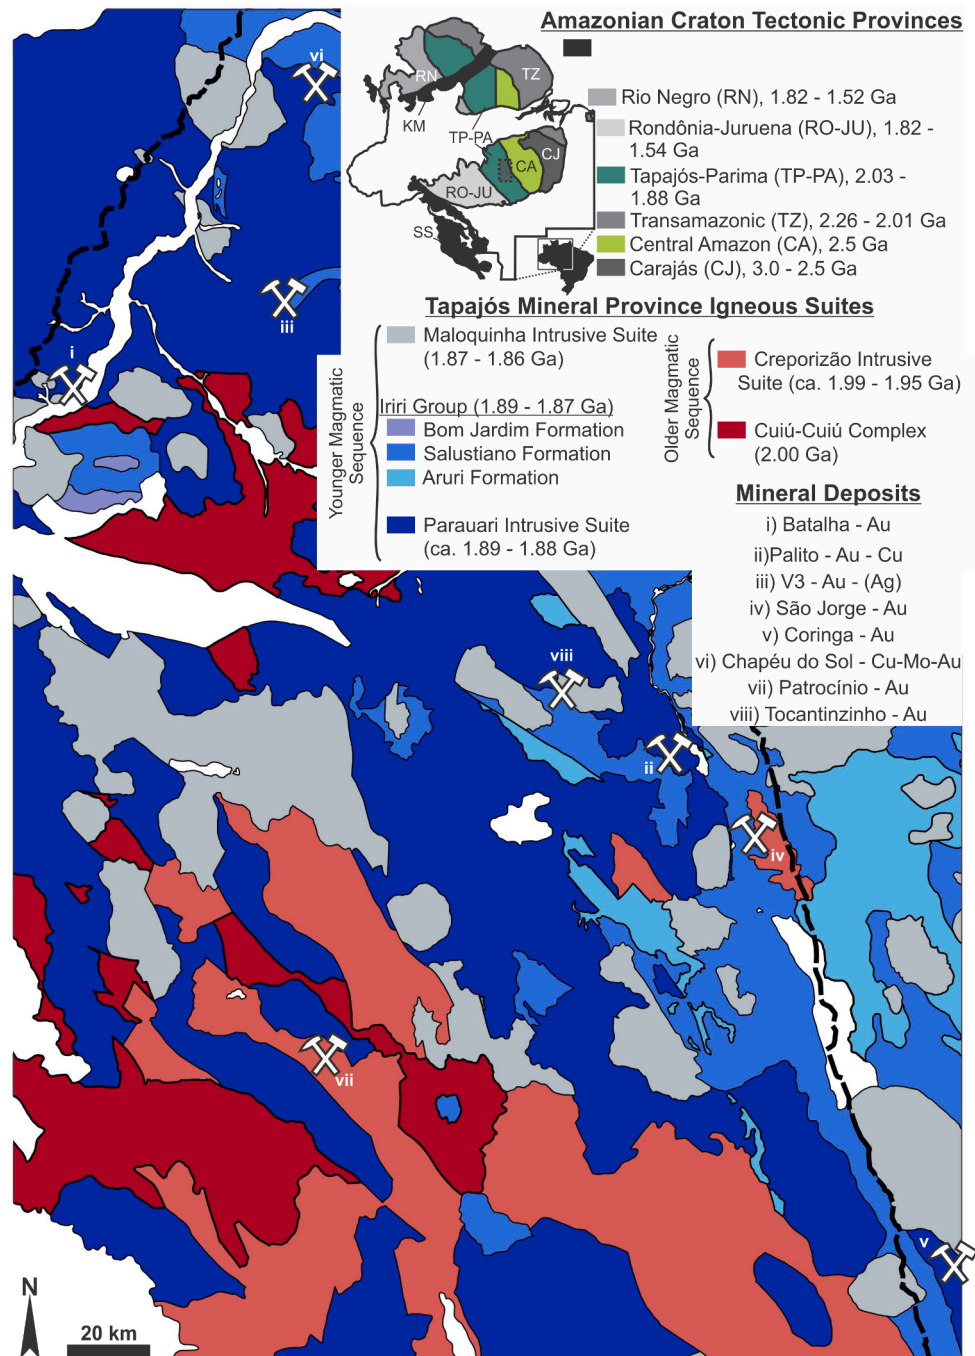 Amazonian Craton Tectonic Provinces
RN
TZ
KM
TP-PA
CJ
CA
RO-JU
SS
Rio Negro (RN), 1.82 - 1.52 Ga
Rondônia-Juruena (RO-JU), 1.82 -
1.54 Ga
Tapajós-Parima (TP-PA), 2.03 -
1.88 Ga
Transamazonic (TZ), 2.26 - 2.01 Ga
Central Amazon (CA), 2.5 Ga
Carajás (CJ), 3.0 - 2.5 Ga
Tapajós Mineral Province Igneous Suites
Younger Magmatic
Sequence
Maloquinha Intrusive Suite
(1.87 - 1.86 Ga)
Iriri Group (1.89 - 1.87 Ga)
Bom Jardim Formation
Salustiano Formation
Aruri Formation
Parauari Intrusive Suite
(ca. 1.89 - 1.88 Ga)
Older Magmatic
Sequence
Creporizão Intrusive
Suite (ca. 1.99 - 1.95 Ga)
Cuiú-Cuiú Complex
(2.00 Ga)
Mineral Deposits
i) Batalha - Au
ii)Palito - Au - Cu
iii) V3 - Au - (Ag)
iv) São Jorge - Au
v) Coringa - Au
vi) Chapéu do Sol - Cu-Mo-Au
vii) Patrocínio - Au
viii) Tocantinzinho - Au
vi
iii
i
viii
ii
iv
vii
v
N
20 km